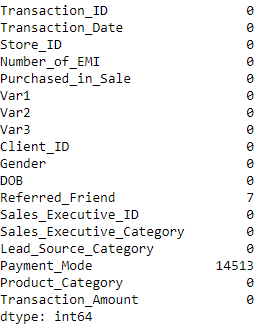 Transaction_ID 0
Transaction_Date 0
Store_ID 0
Number_of_EMI 0
Purchased_in_Sale 0
Var1 0
Var2 0
Var3 0
Client_ID 0
Gender 0
DOB 0
Referred_Friend 7
Sales_Executive_ID 0
Sales_Executive_Category 0
Lead_Source_Category 0
Payment_Mode 14513
Product_Category 0
Transaction_Amount 0
dtype: int64